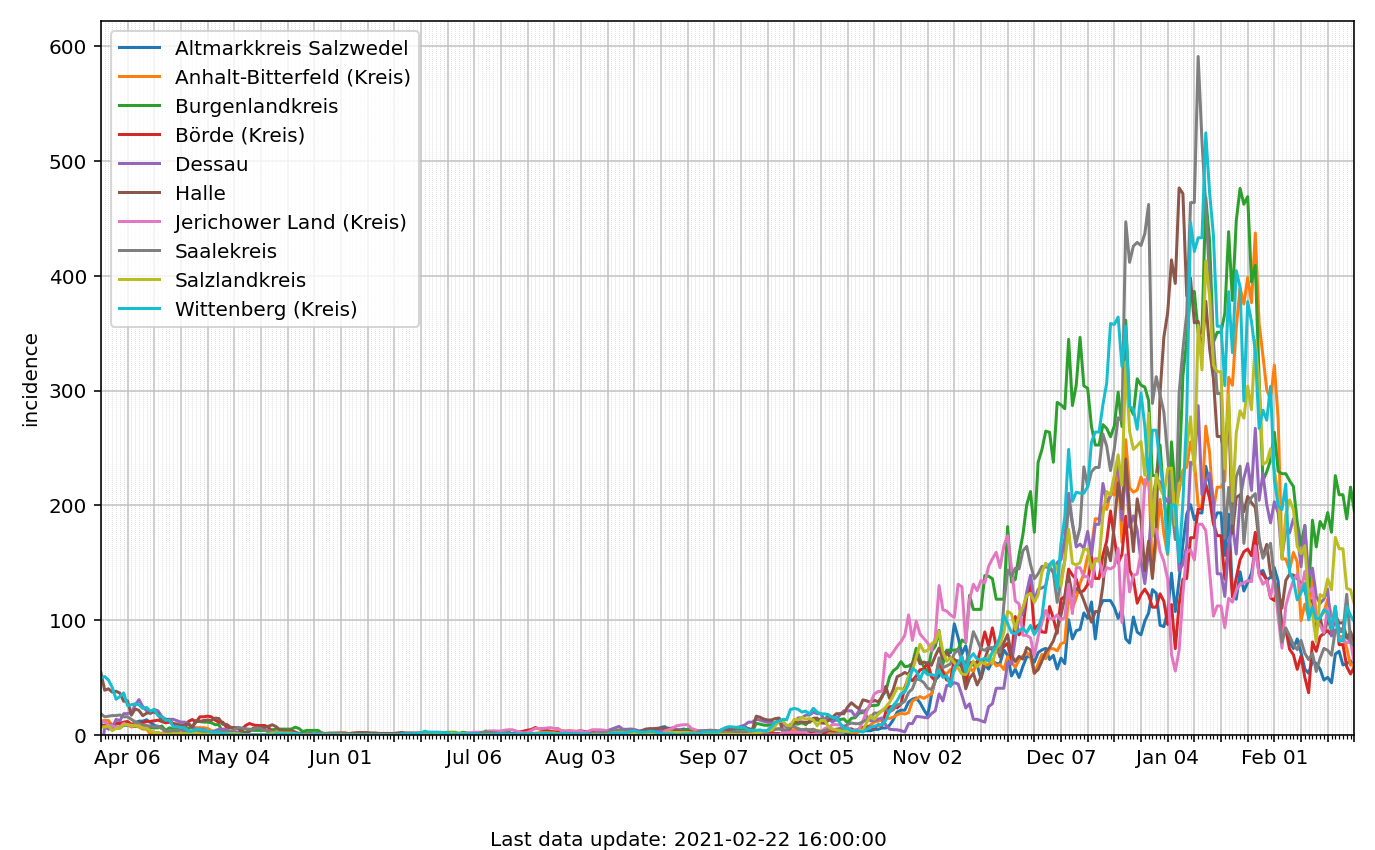 600
500
400
300
200
100
0
incidence
Altmarkkreis Salzwedel
Anhalt-Bitterfeld (Kreis)
Burgenlandkreis
Börde (Kreis)
Dessau
Halle
Jerichower Land (Kreis)
Saalekreis
Salzlandkreis
Wittenberg (Kreis)
Apr 06 May 04 Jun 01 Jul 06 Aug 03 Sep 07 Oct 05 Nov 02 Dec 07 Jan 04 Feb 01
Last data update: 2021-02-22 16:00:00